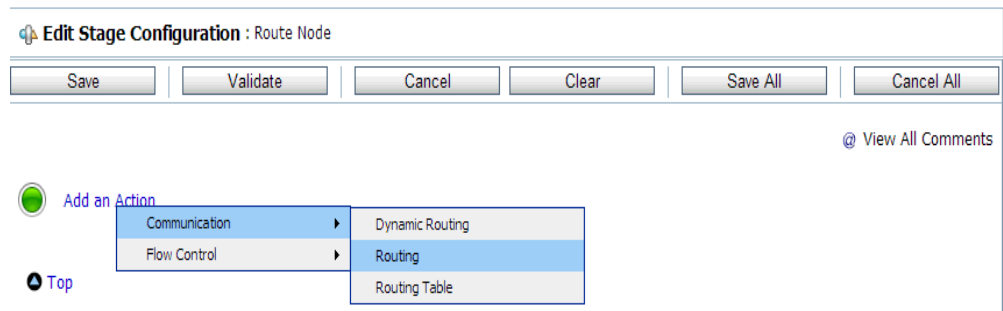 Edit Stage Configuration : Route Node
Save Validate Cancel Clear Save All Cancel All
@ View All Comments
Add an Action
Communication Dynamic Routing
Flow Control Routing
Top Routing Table